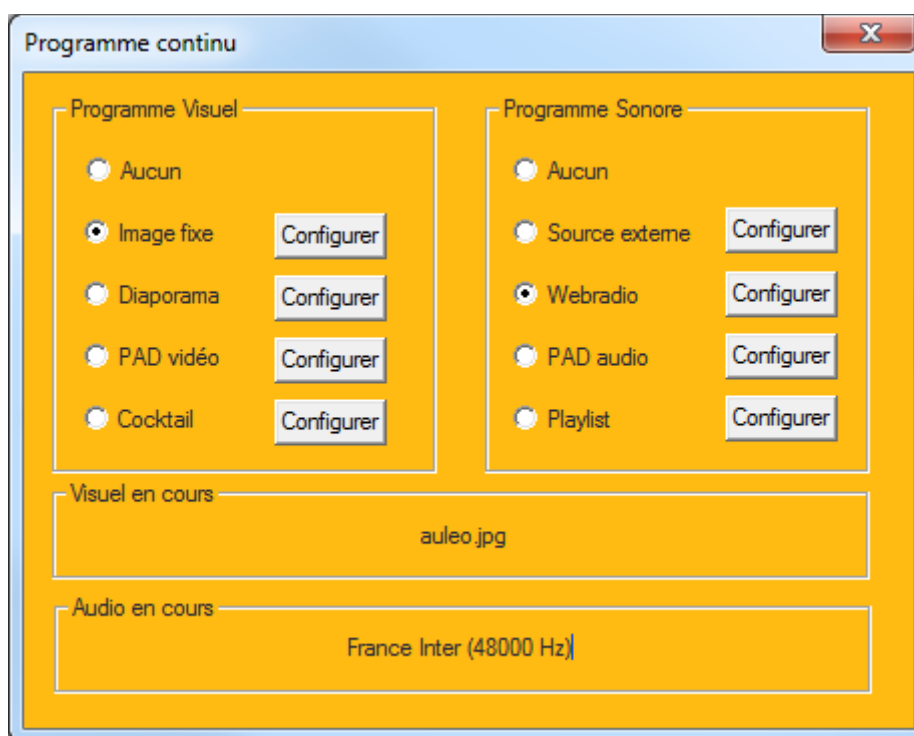 Programme continu
Programme Visuel
Aucun
Image fixe Configurer
Diaporama Configurer
PAD vidéo Configurer
Cocktail Configurer
Programme Sonore
Aucun
Source externe Configurer
Webradio Configurer
PAD audio Configurer
Playlist Configurer
Visuel en cours
auleo.jpg
Audio en cours
France Inter (48000 Hz)